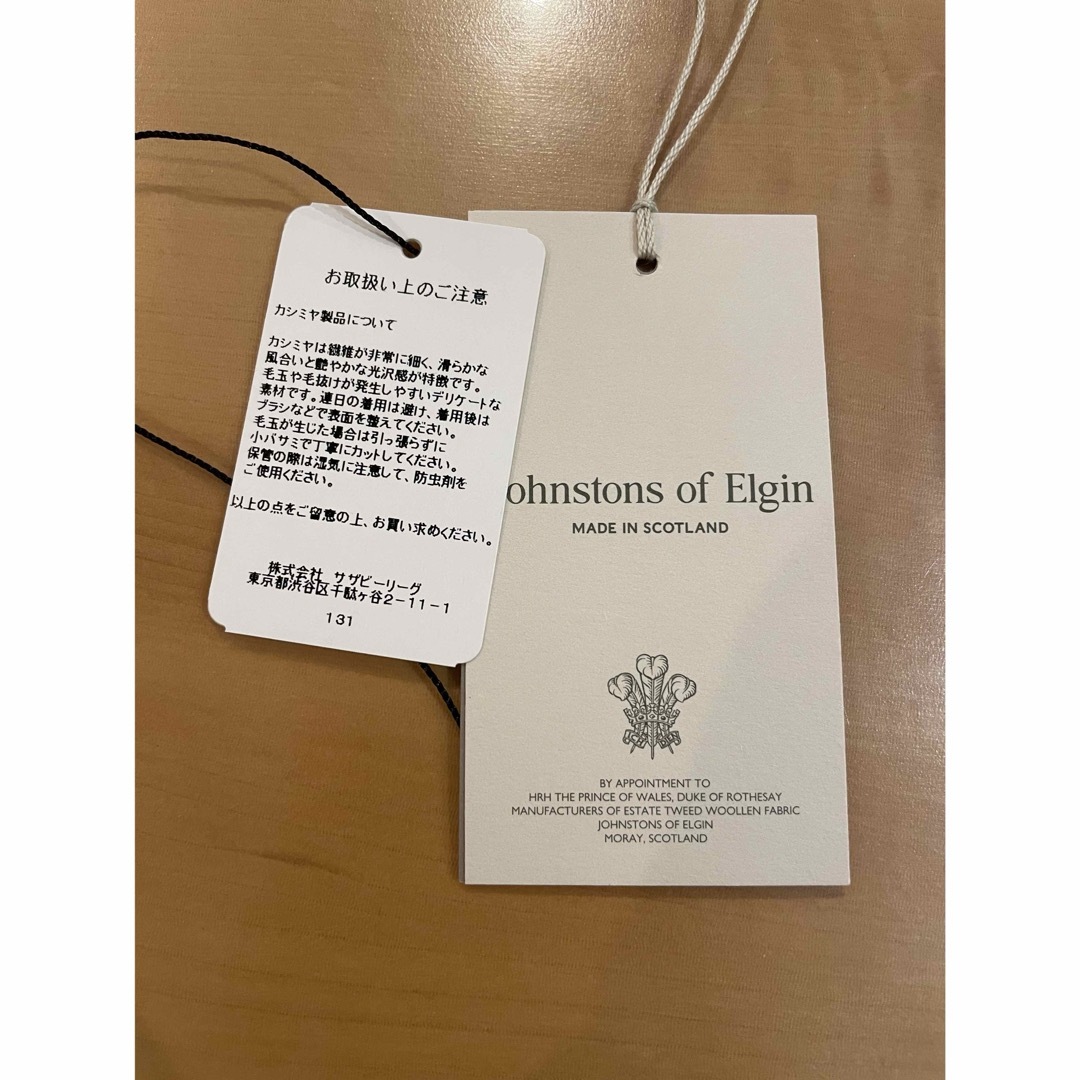 お取扱い上のご注意
カシミヤ製品について
カシミヤは繊維が非常に細く、滑らかな
風合いと艶やかな光沢感が特徴です。
毛玉や毛抜けが発生しやすいデリケートな
素材です。連日の着用は避け、着用後は
ブラシなどで表面を整えてください。
毛玉が生じた場合は引っ張らずに
小バサミで丁寧にカットしてください。
保管の際は湿気に注意して、防虫剤を
ご使用ください。
以上の点をご留意の上、お買い求めください。
株式会社 サザビーリーグ
東京都渋谷区千駄ヶ谷2-11-1
131
ohnstons of Elgin
MADE IN SCOTLAND
BY APPOINTMENT TO
HRH THE PRINCE OF WALES, DUKE OF ROTHESAY
MANUFACTURERS OF ESTATE TWEED WOOLLEN FABRIC
JOHNSTONS OF ELGIN
MORAY, SCOTLAND